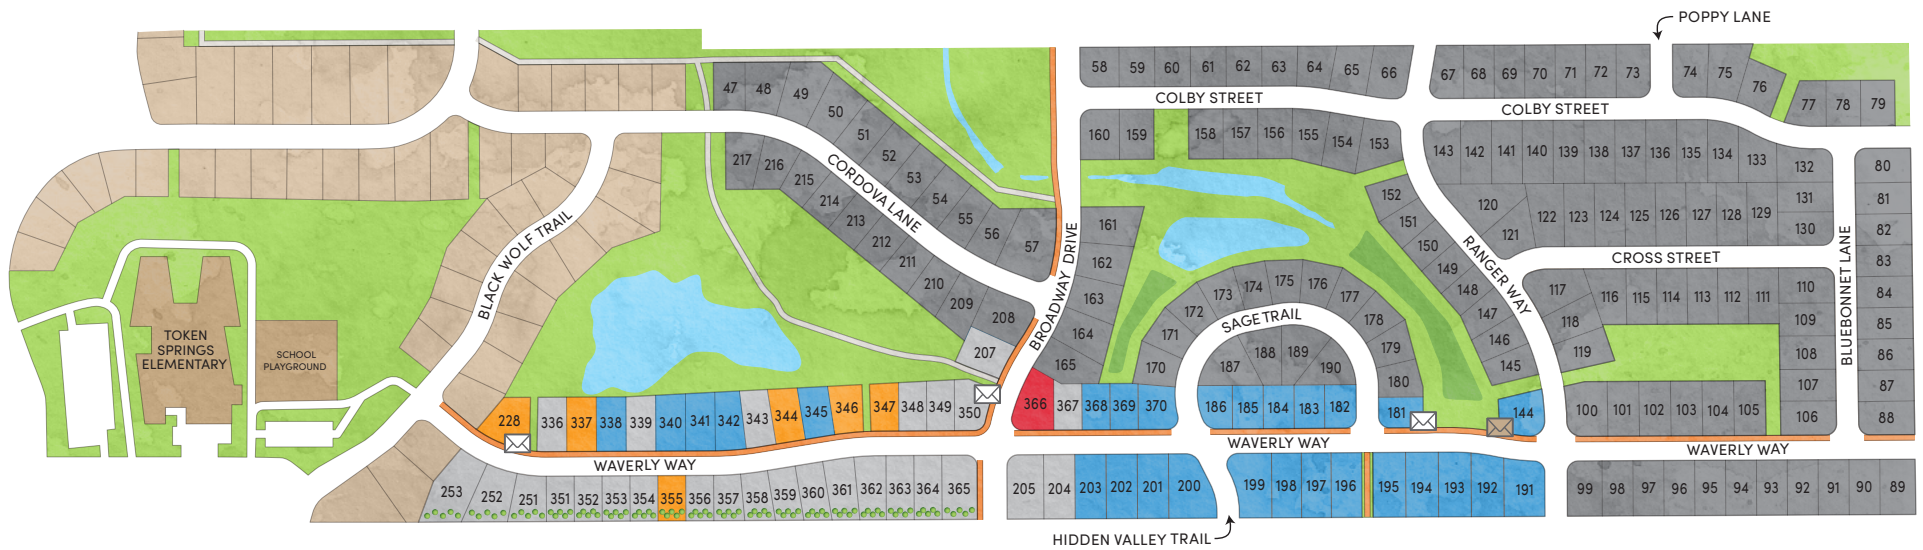 POPPY LANE
58 59 60 61 62 63 64 65 66
67 68 69 70 71 72 73
74 75 76
77 78 79
COLBY STREET
COLBY STREET
47 48 49 50 51 52 53 54 55 56 57
CORDOVA LANE
217 216 215 214 213 212 211 210 209 208
207
160 159
158 157 156 155 154 153
143 142 141 140 139 138 137 136 135 134 133 132
131
130
80
81
82
83
84
85
86
87
88
BLUEBONNET LANE
152
151
150
149
148
147
146
145
RANGER WAY
120
121
122 123 124 125 126 127 128 129
CROSS STREET
117
118
119
116 115 114 113 112 111
110
109
108
107
106
BROADWAY DRIVE
161
162
163
164
165
170 171 172 173 174 175 176 177 178 179 180
181
SAGE TRAIL
187 188 189 190
BLACK WOLF TRAIL
TOKEN
SPRINGS
ELEMENTARY
SCHOOL
PLAYGROUND
228
336 337 338 339 340 341 342 343 344 345 346 347 348 349 350
366 367 368 369 370
186 185 184 183 182
144
100 101 102 103 104 105
WAVERLY WAY
WAVERLY WAY
WAVERLY WAY
253 252 251 351 352 353 354 355 356 357 358 359 360 361 362 363 364 365
205 204 203 202 201 200
199 198 197 196
195 194 193 192 191
99 98 97 96 95 94 93 92 91 90 89
HIDDEN VALLEY TRAIL